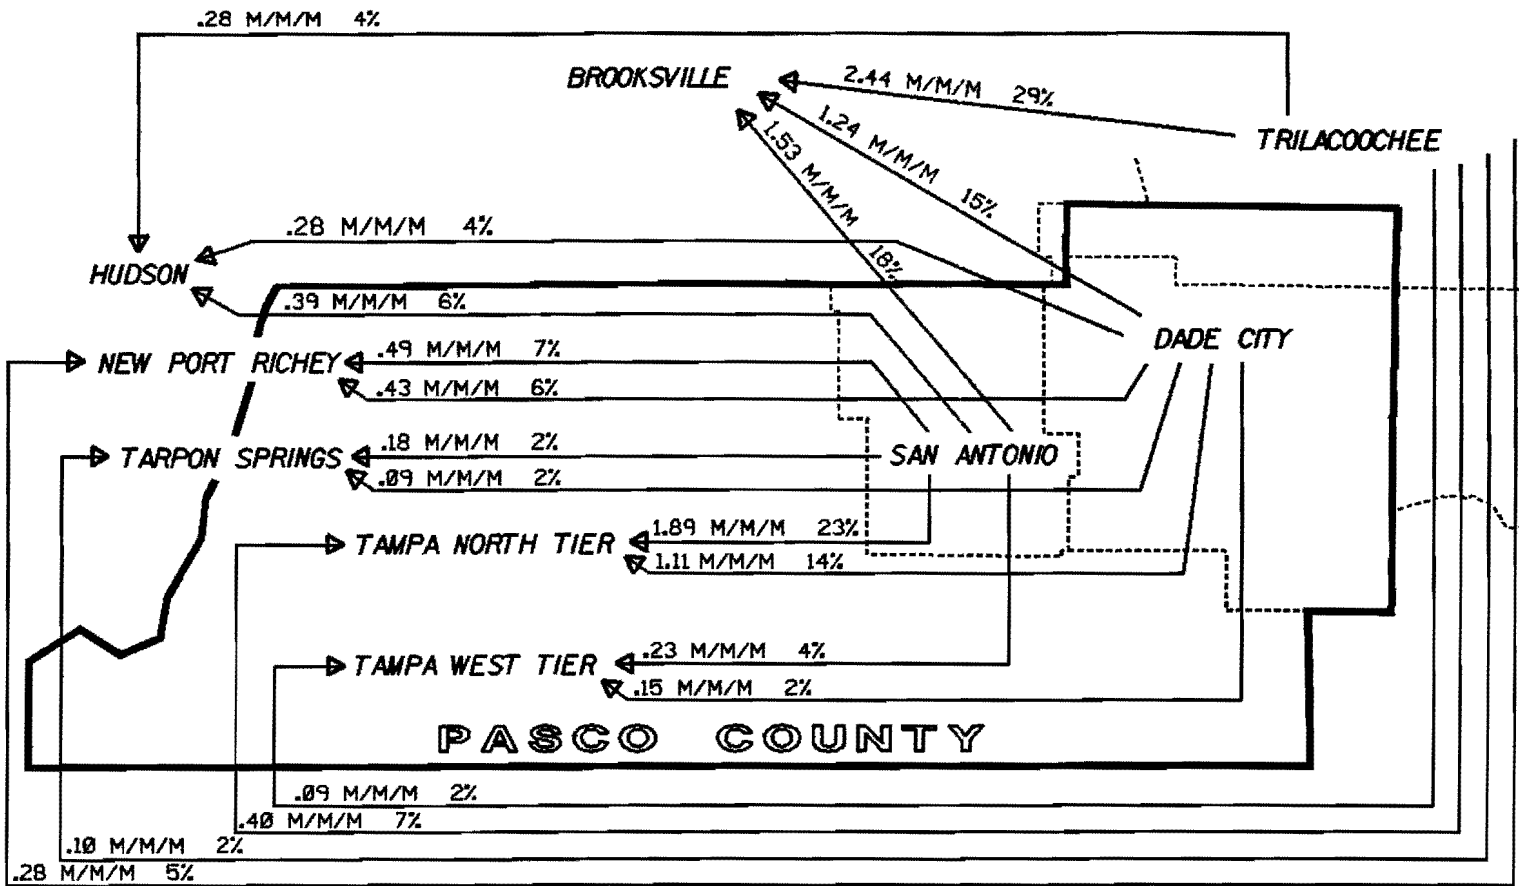 .28 M/M/M 4%
BROOKSVILLE
2.44 M/M/M 29%
1.24 M/M/M 15%
1.53 M/M/M 18%
TRILACOOCHEE
.28 M/M/M 4%
HUDSON
.39 M/M/M 6%
DADE CITY
NEW PORT RICHEY
.49 M/M/M 7%
.43 M/M/M 6%
TARPON SPRINGS
.18 M/M/M 2%
SAN ANTONIO
.09 M/M/M 2%
TAMPA NORTH TIER
1.89 M/M/M 23%
1.11 M/M/M 14%
TAMPA WEST TIER
.23 M/M/M 4%
.15 M/M/M 2%
PASCO COUNTY
.09 M/M/M 2%
.40 M/M/M 7%
.10 M/M/M 2%
.28 M/M/M 5%